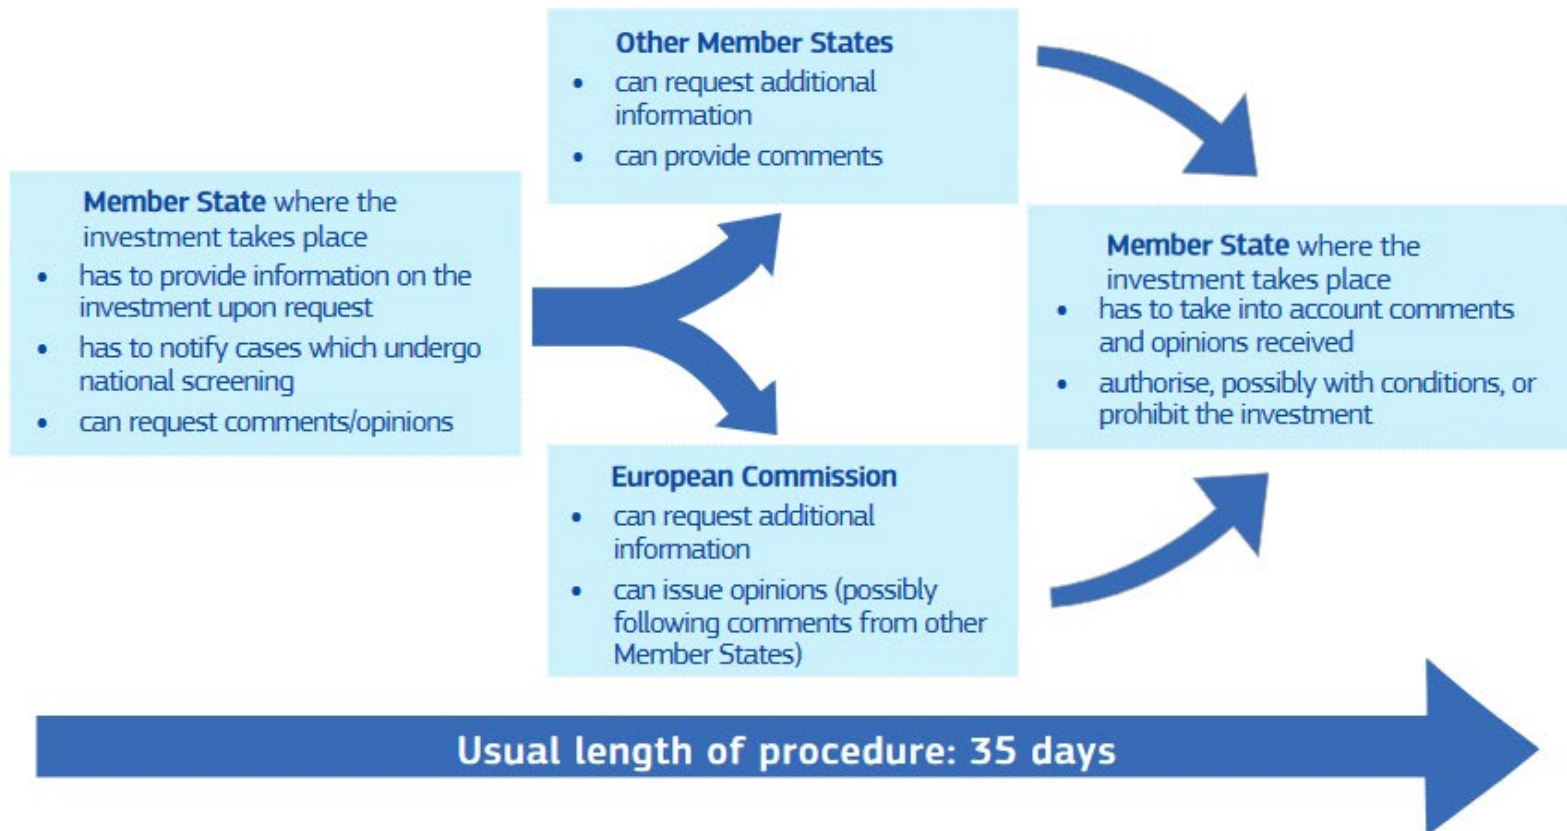 Member State where the
investment takes place
• has to provide information on the
investment upon request
• has to notify cases which undergo
national screening
• can request comments/opinions
Other Member States
• can request additional
information
• can provide comments
European Commission
• can request additional
information
• can issue opinions (possibly
following comments from other
Member States)
Member State where the
investment takes place
• has to take into account comments
and opinions received
• authorise, possibly with conditions, or
prohibit the investment
Usual length of procedure: 35 days